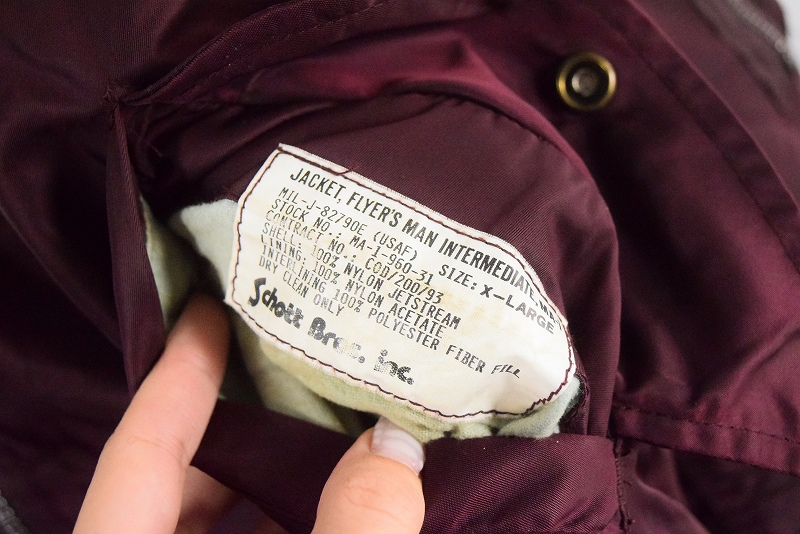 JACKET, FLYER'S MAN INTERMEDIATE,
MIL-J-82790E (USAF) SIZE: X-LARGE
STOCK NO.: MA-1-960-31
CONTRACT NO.: COD/200/93
SHELL: 100% NYLON JETSTREAM
LINING: 100% NYLON ACETATE
INTERLINING 100% POLYESTER FIBER FILL
DRY CLEAN ONLY
Schott Bros. inc.